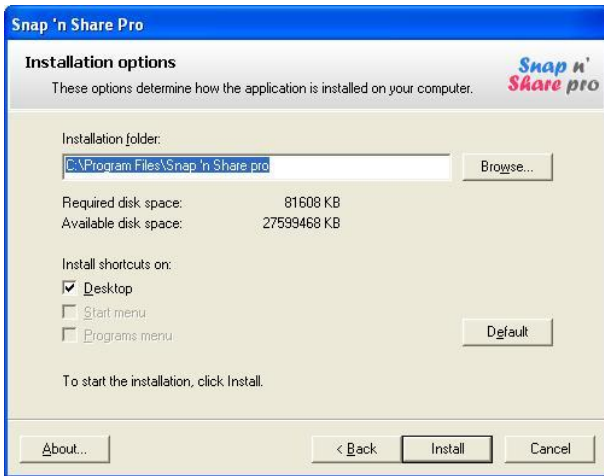 Snap 'n Share Pro
Installation options
These options determine how the application is installed on your computer.
Snap n'
Share pro
Installation folder:
C:\Program Files\Snap 'n Share pro
Browse...
Required disk space: 81608 KB
Available disk space: 27599468 KB
Install shortcuts on:
Desktop
Start menu
Programs menu
Default
To start the installation, click Install.
About...
< Back
Install
Cancel